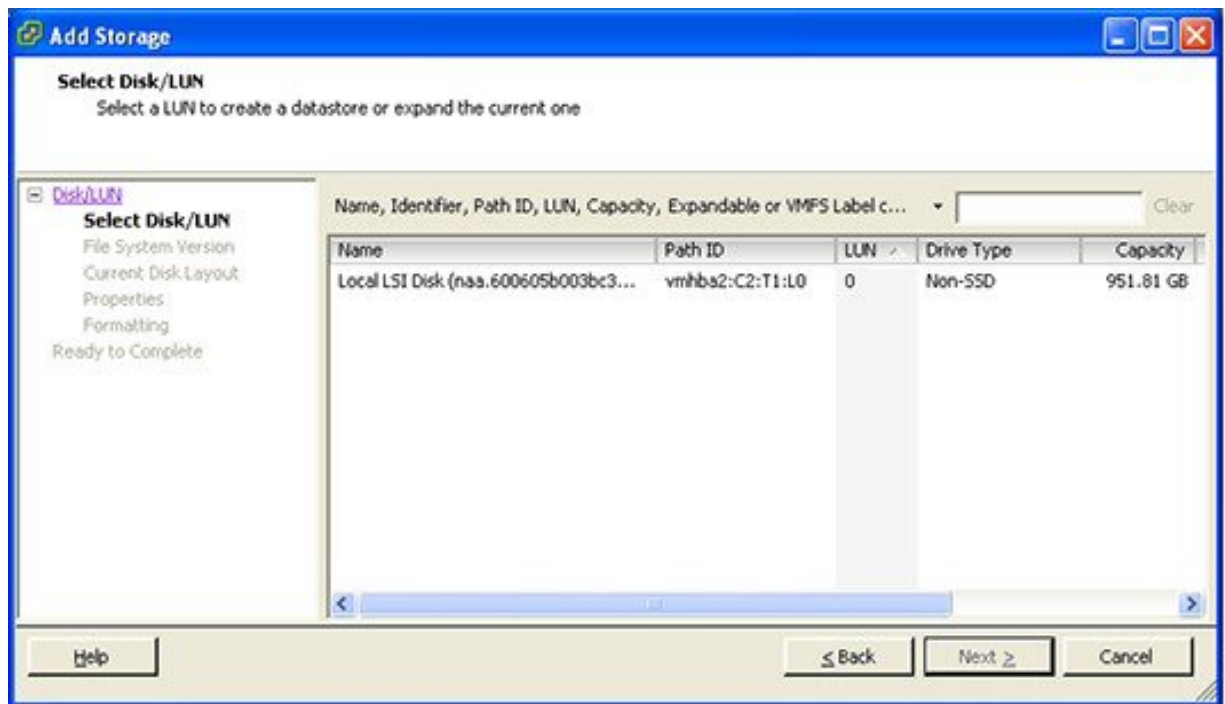 Add Storage
Select Disk/LUN
Select a LUN to create a datastore or expand the current one
Disk/LUN
Select Disk/LUN
File System Version
Current Disk Layout
Properties
Formatting
Ready to Complete
Name, Identifier, Path ID, LUN, Capacity, Expandable or VMFS Label c... Clear
Name Path ID LUN Drive Type Capacity
Local LSI Disk (naa.600605b003bc3... vmhba2:C2:T1:L0 0 Non-SSD 951.81 GB
Help ≤ Back Next ≥ Cancel